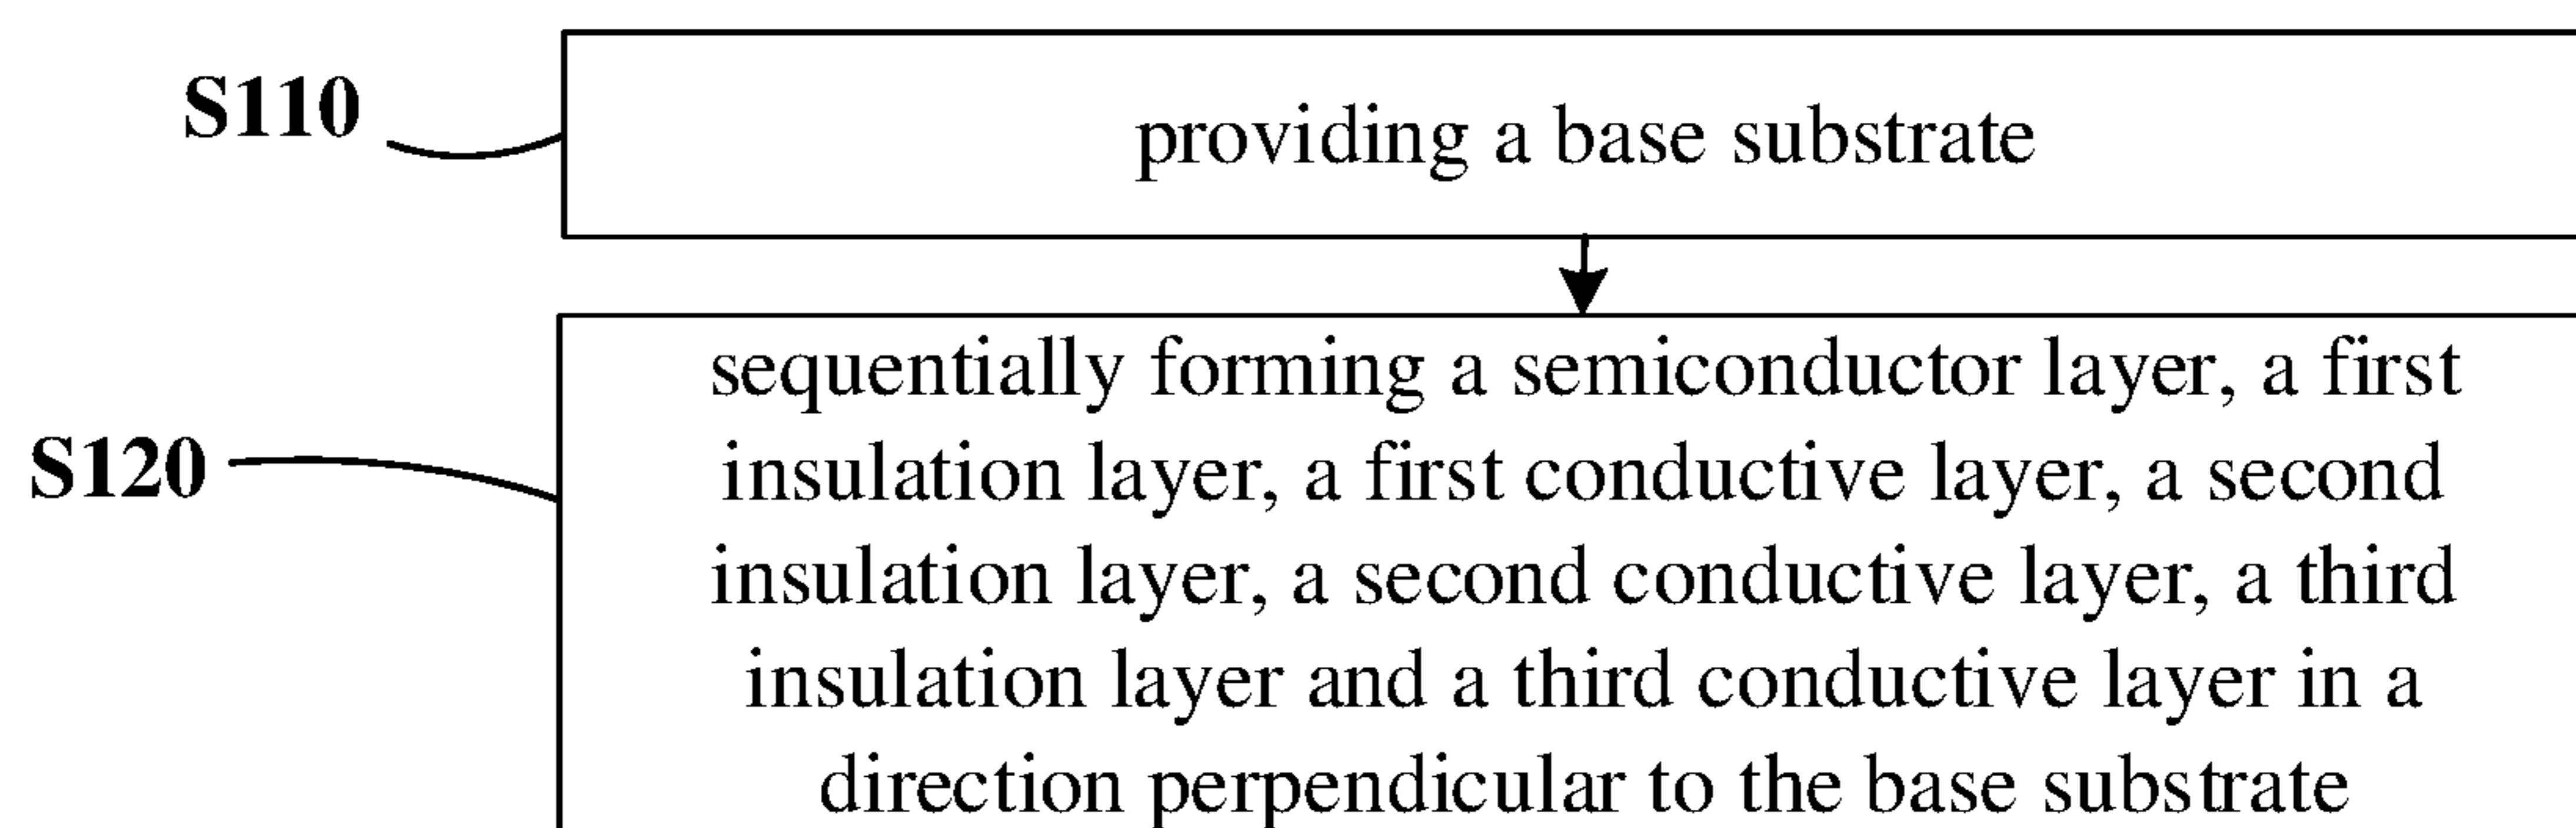 S110
providing a base substrate
S120
sequentially forming a semiconductor layer, a first
insulation layer, a first conductive layer, a second
insulation layer, a second conductive layer, a third
insulation layer and a third conductive layer in a
direction perpendicular to the base substrate